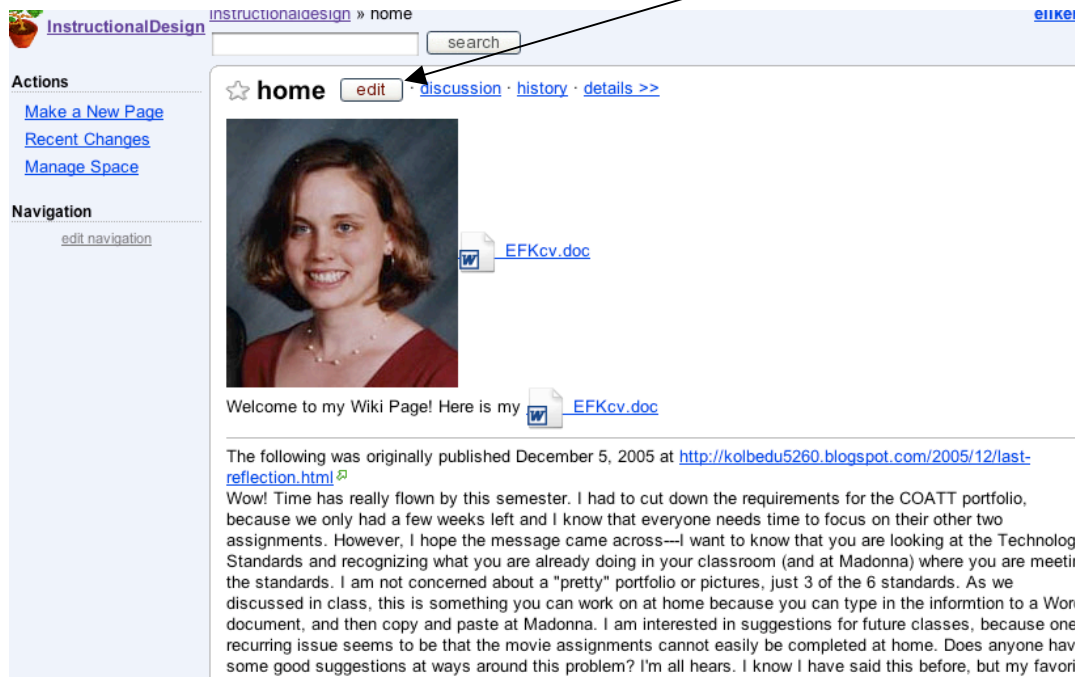 instructionaldesign » home
InstructionalDesign
search
Actions
Make a New Page
Recent Changes
Manage Space
Navigation
edit navigation
home edit · discussion · history · details >>
W EFKcv.doc
Welcome to my Wiki Page! Here is my W EFKcv.doc
The following was originally published December 5, 2005 at http://kolbedu5260.blogspot.com/2005/12/last-
reflection.html
Wow! Time has really flown by this semester. I had to cut down the requirements for the COATT portfolio,
because we only had a few weeks left and I know that everyone needs time to focus on their other two
assignments. However, I hope the message came across---I want to know that you are looking at the Technolog
Standards and recognizing what you are already doing in your classroom (and at Madonna) where you are meetin
the standards. I am not concerned about a "pretty" portfolio or pictures, just 3 of the 6 standards. As we
discussed in class, this is something you can work on at home because you can type in the informtion to a Word
document, and then copy and paste at Madonna. I am interested in suggestions for future classes, because one
recurring issue seems to be that the movie assignments cannot easily be completed at home. Does anyone hav
some good suggestions at ways around this problem? I'm all hears. I know I have said this before, but my favori